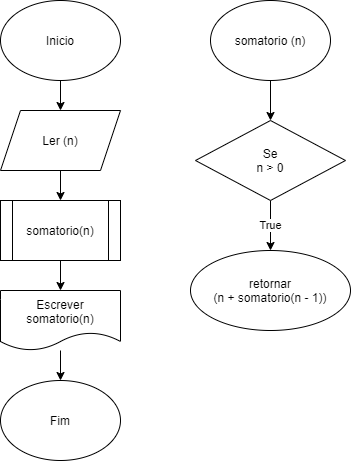 Inicio
Ler (n)
somatorio(n)
Escrever
somatorio(n)
Fim
somatorio (n)
Se
n > 0
True
retornar
(n + somatorio(n - 1))